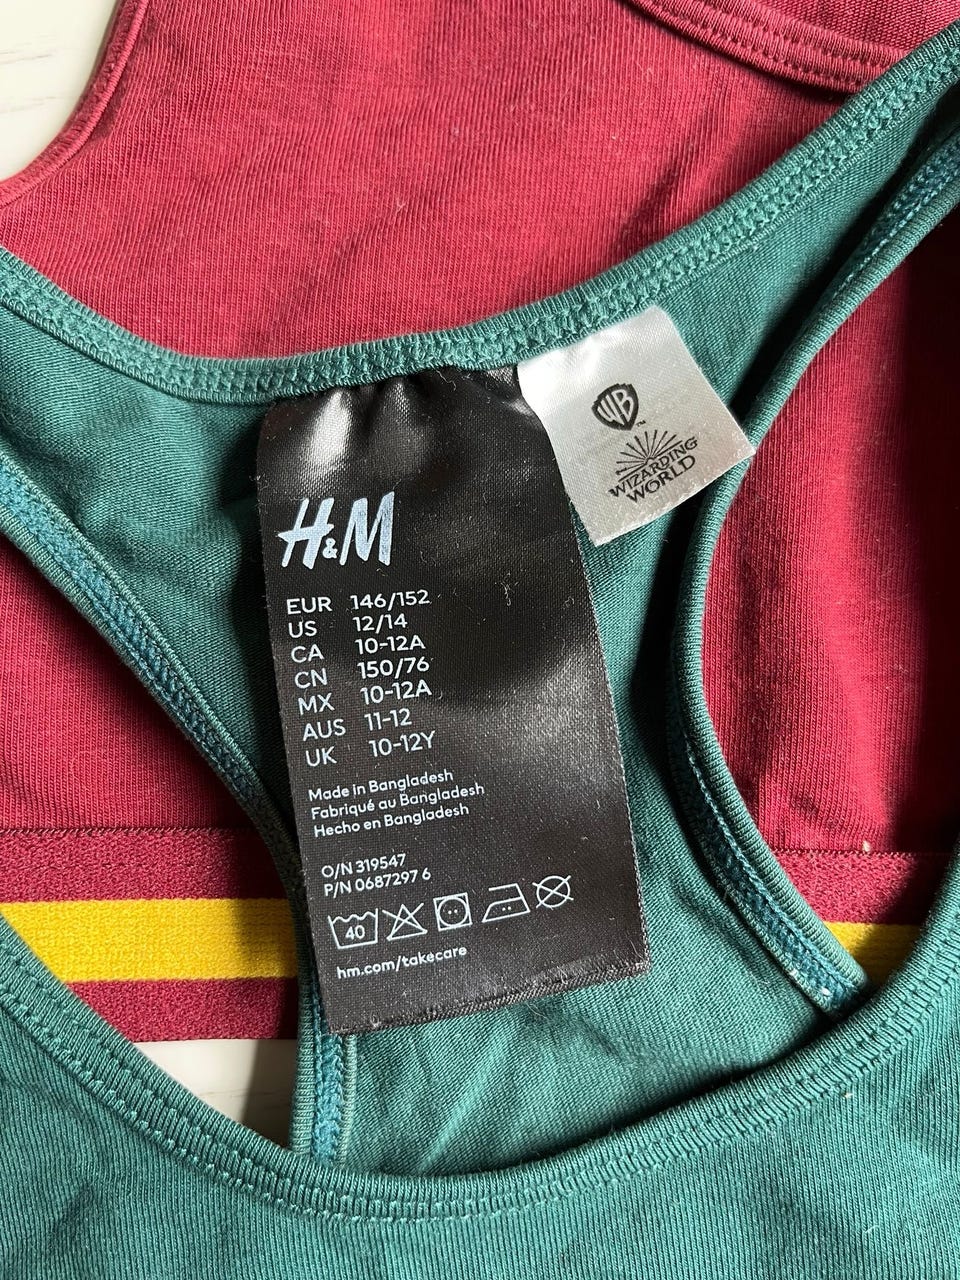 WB
TM
WIZARDING
WORLD
H&M
EUR 146/152
US 12/14
CA 10-12A
CN 150/76
MX 10-12A
AUS 11-12
UK 10-12Y
Made in Bangladesh
Fabriqué au Bangladesh
Hecho en Bangladesh
O/N 319547
P/N 0687297 6
40
hm.com/takecare